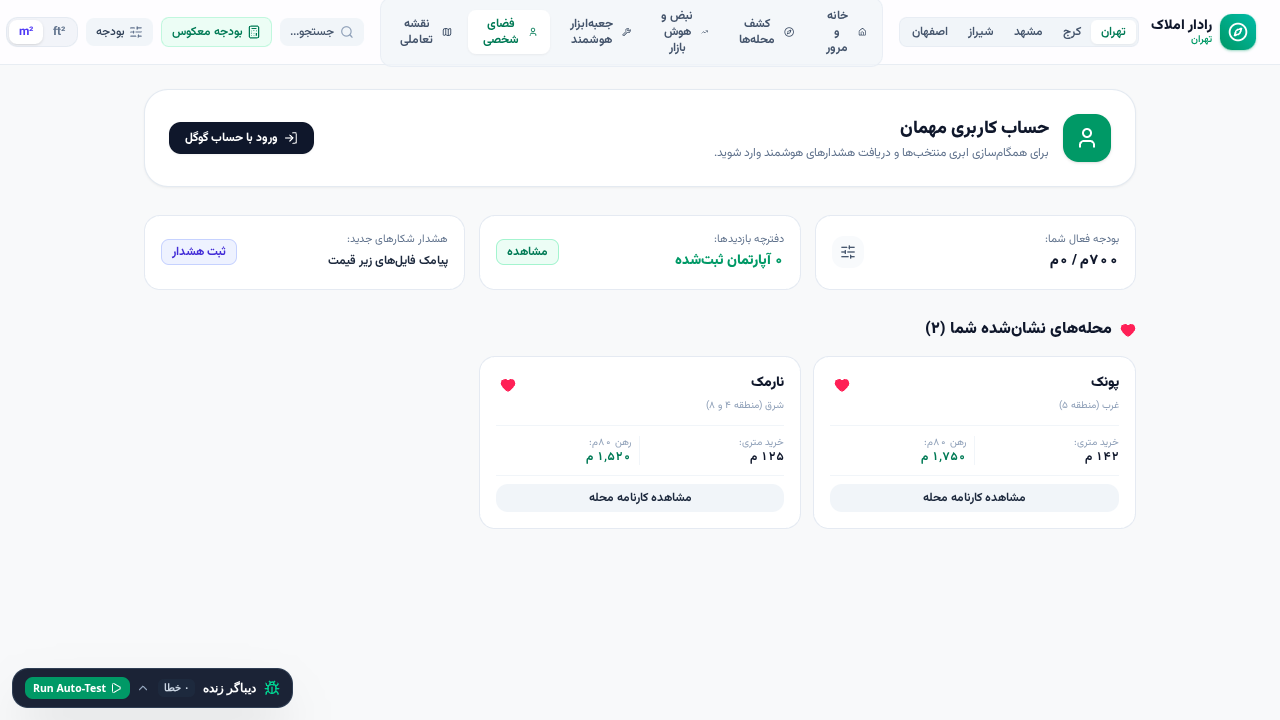 رادار املاک
تهران
تهران
کرج
مشهد
شیراز
اصفهان
خانه
و
مرور
کشف
محله‌ها
نبض و
هوش
بازار
جعبه‌ابزار
هوشمند
فضای
شخصی
نقشه
تعاملی
جستجو...
بودجه معکوس
بودجه
ft²
m²
حساب کاربری مهمان
برای همگام‌سازی ابری منتخب‌ها و دریافت هشدارهای هوشمند وارد شوید.
ورود با حساب گوگل
بودجه فعال شما:
۷۰۰م / ۰م
دفترچه بازدیدها:
۰ آپارتمان ثبت‌شده
مشاهده
هشدار شکارهای جدید:
پیامک فایل‌های زیر قیمت
ثبت هشدار
محله‌های نشان‌شده شما (۲)
پونک
غرب (منطقه ۵)
خرید متری:
۱۴۲ م
رهن ۸۰م:
۱,۷۵۰ م
مشاهده کارنامه محله
نارمک
شرق (منطقه ۴ و ۸)
خرید متری:
۱۲۵ م
رهن ۸۰م:
۱,۵۲۰ م
مشاهده کارنامه محله
دیباگر زنده
۰ خطا
Run Auto-Test